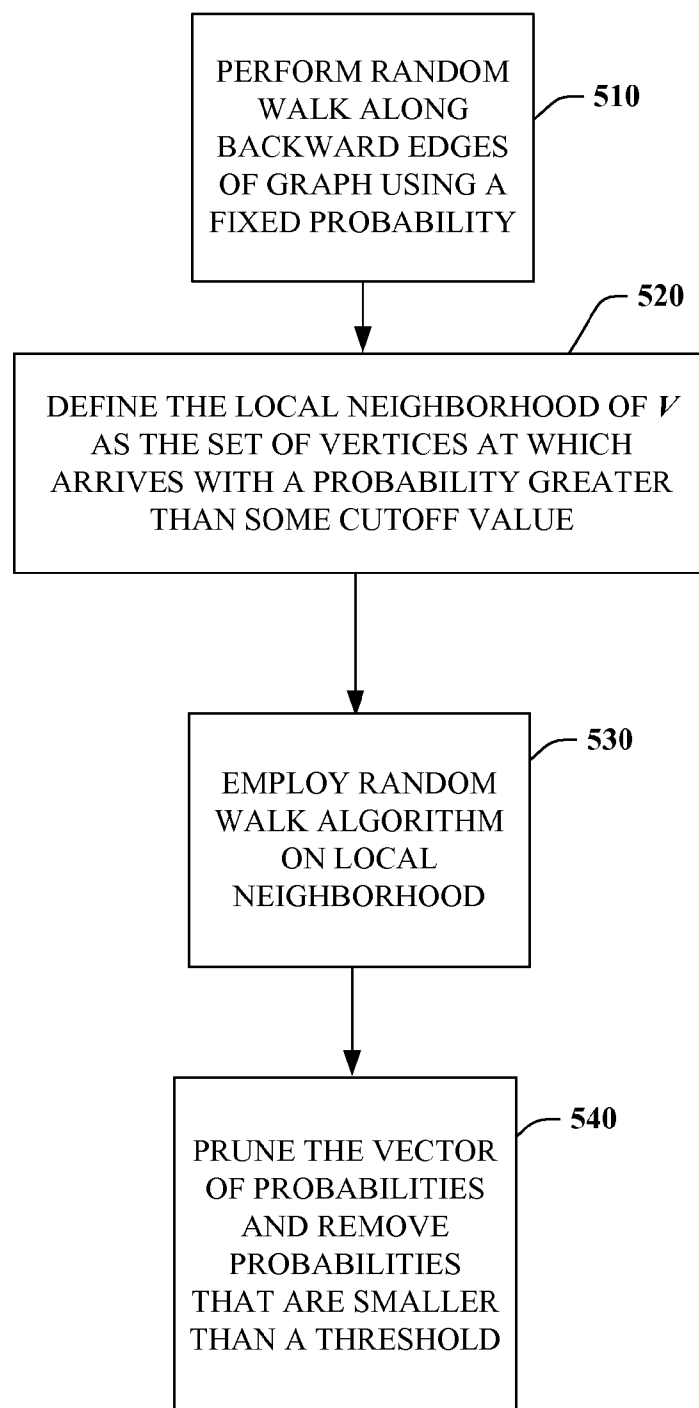 PERFORM RANDOM
WALK ALONG
BACKWARD EDGES
OF GRAPH USING A
FIXED PROBABILITY
510
520
DEFINE THE LOCAL NEIGHBORHOOD OF V
AS THE SET OF VERTICES AT WHICH
ARRIVES WITH A PROBABILITY GREATER
THAN SOME CUTOFF VALUE
530
EMPLOY RANDOM
WALK ALGORITHM
ON LOCAL
NEIGHBORHOOD
540
PRUNE THE VECTOR
OF PROBABILITIES
AND REMOVE
PROBABILITIES
THAT ARE SMALLER
THAN A THRESHOLD